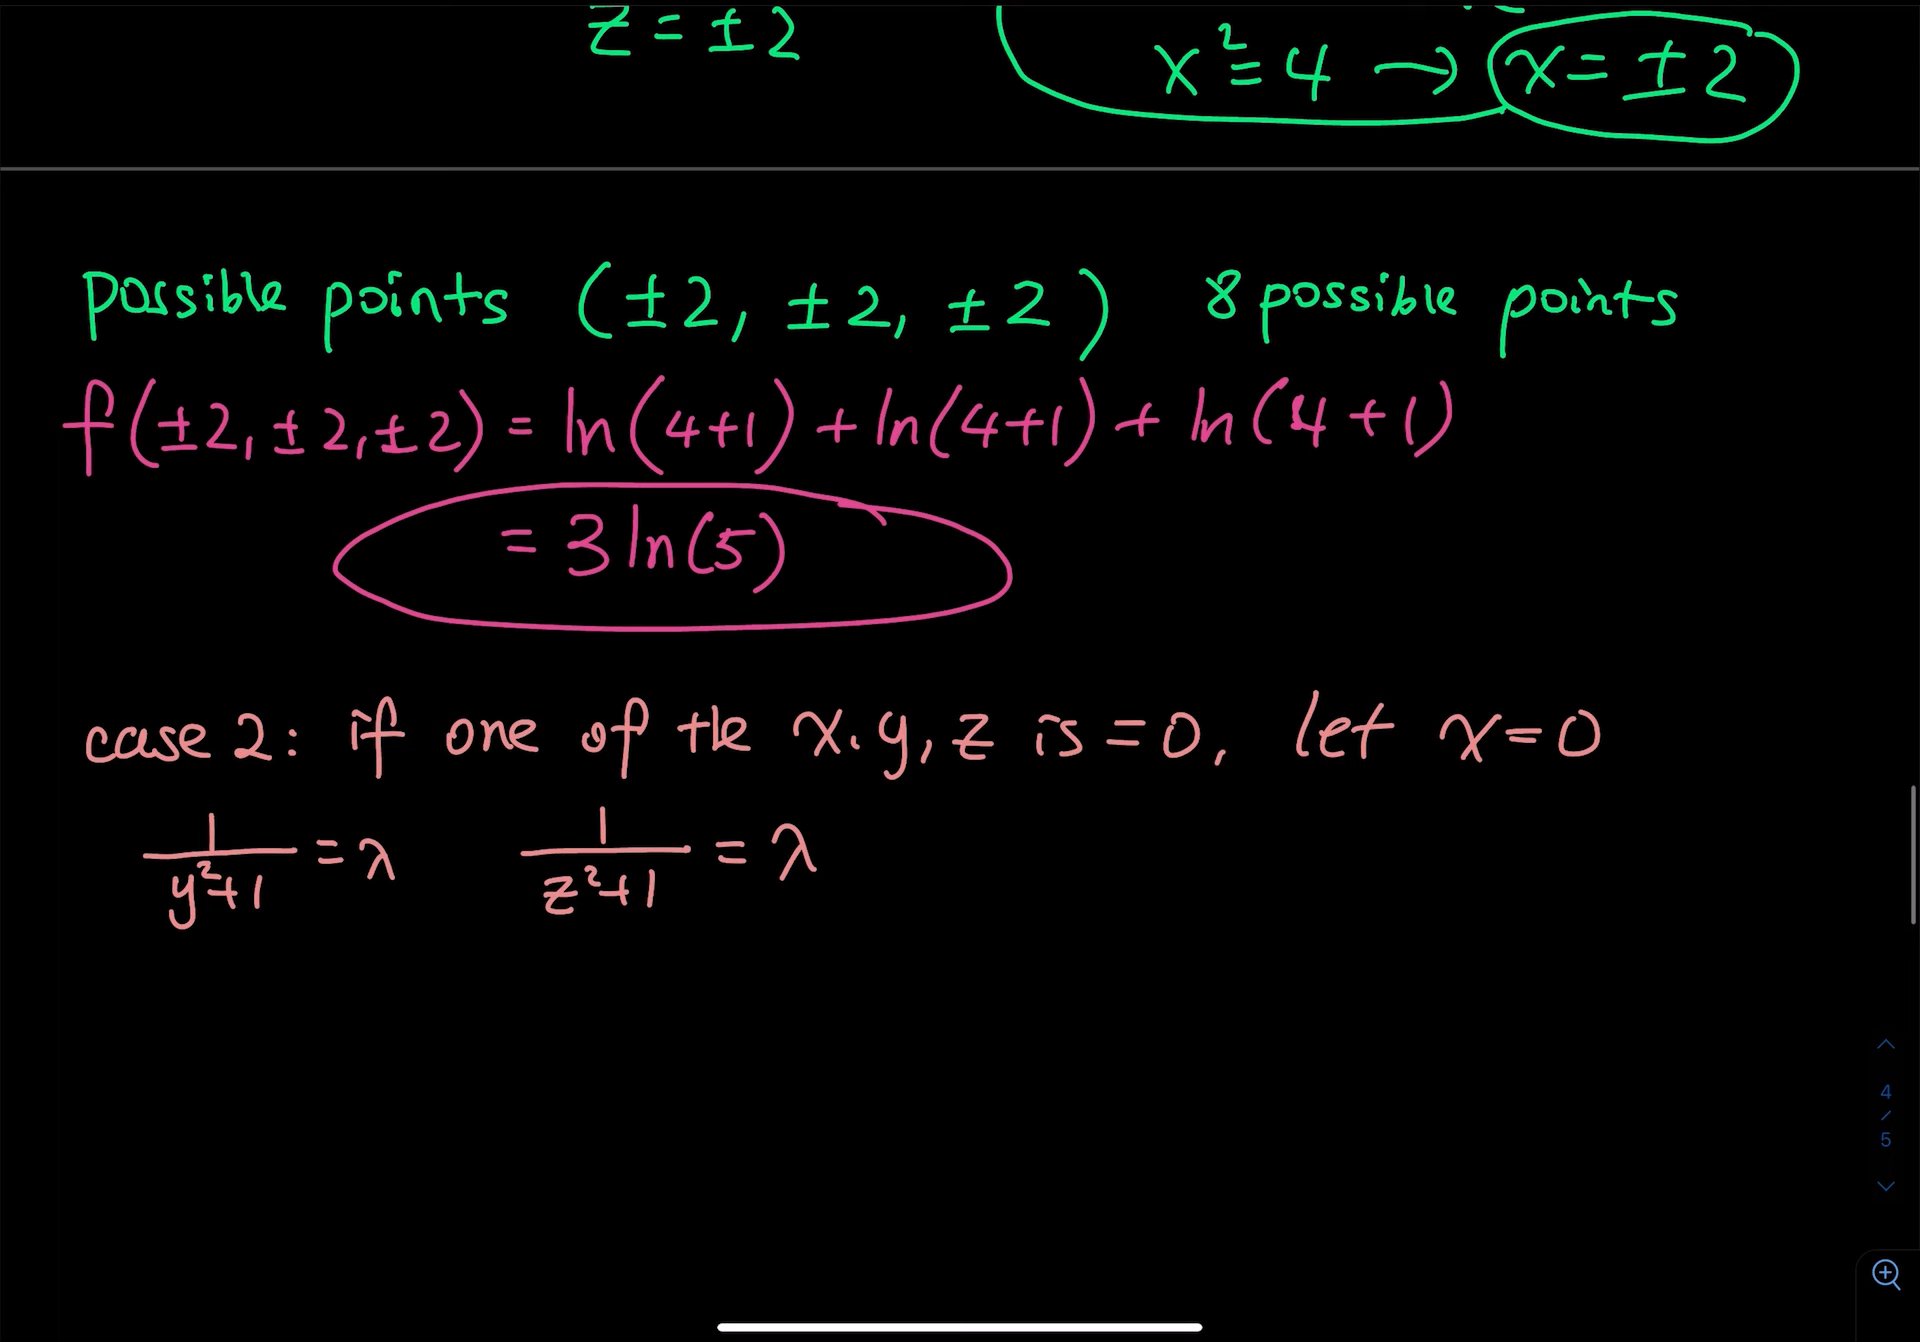 z = ±2
x² = 4 → x = ±2
possible points (±2, ±2, ±2) 8 possible points
f(±2, ±2, ±2) = ln(4+1) + ln(4+1) + ln(4+1)
= 3 ln(5)
case 2: if one of the x, y, z is = 0, let x = 0
1/(y²+1) = λ 1/(z²+1) = λ
4
/
5